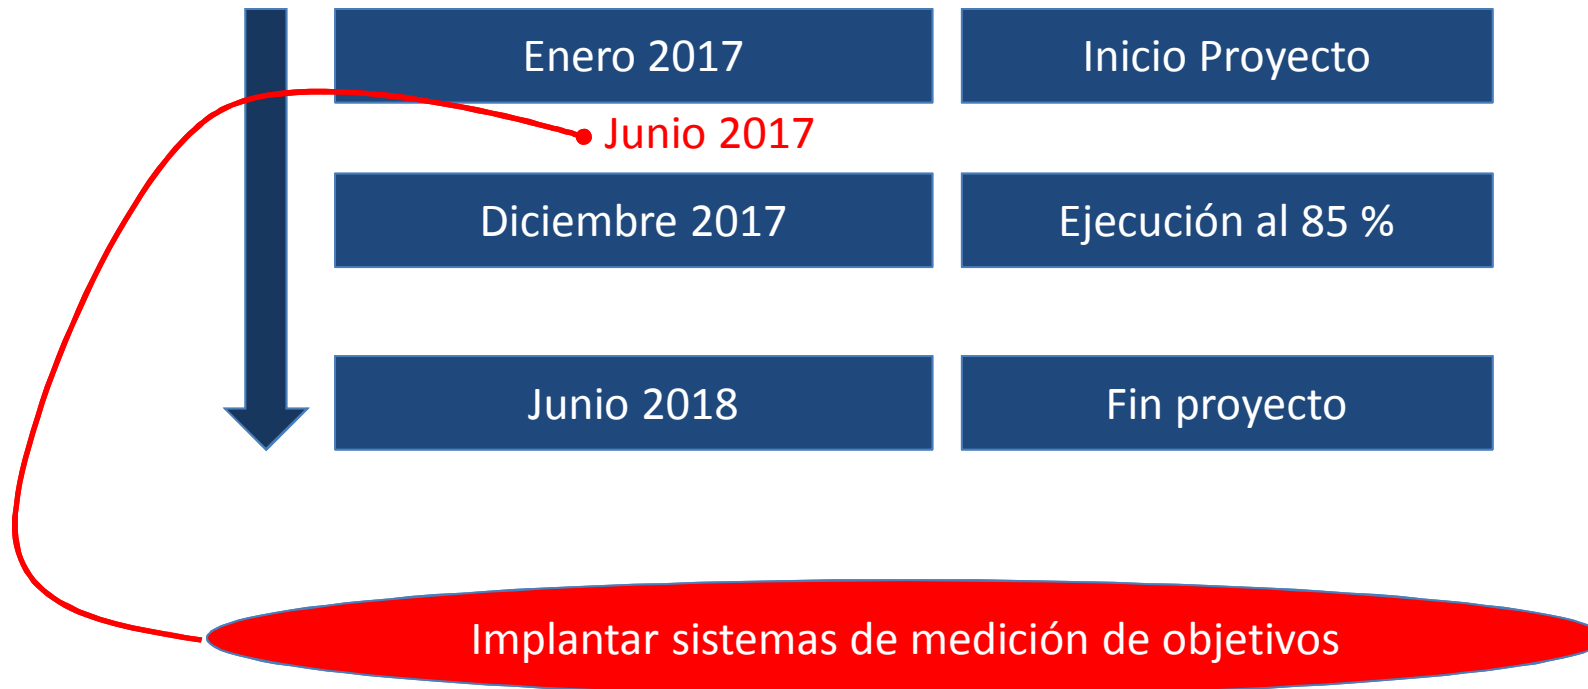 Enero 2017
Inicio Proyecto
Junio 2017
Diciembre 2017
Ejecución al 85 %
Junio 2018
Fin proyecto
Implantar sistemas de medición de objetivos